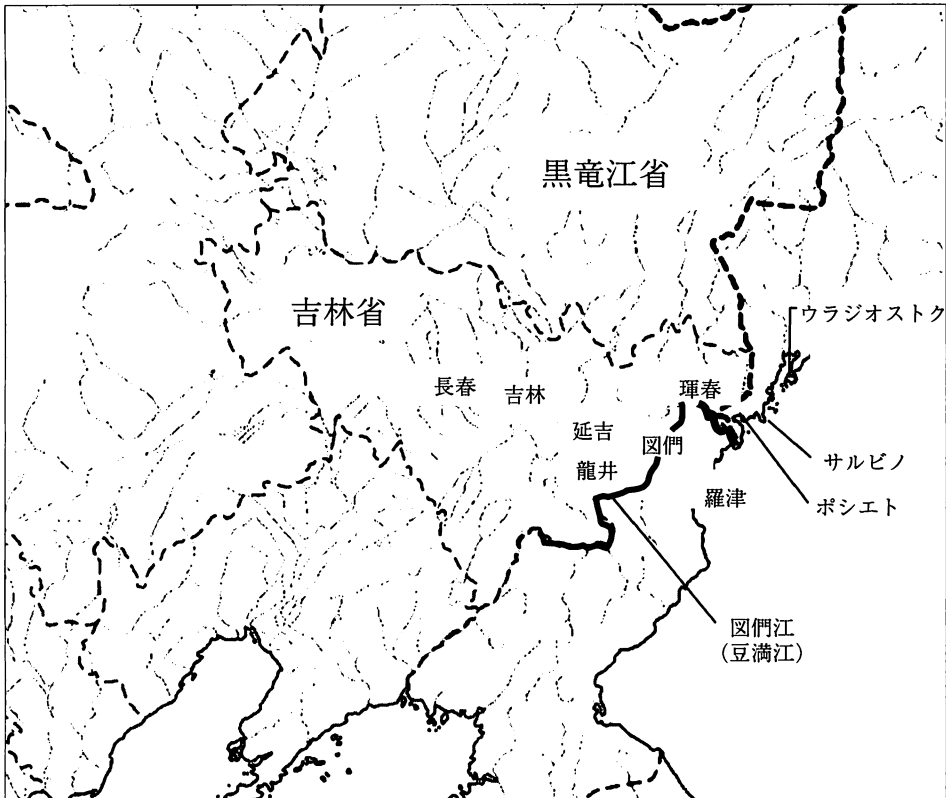 黒竜江省
吉林省
ウラジオストク
長春
吉林
琿春
延吉
図們
龍井
サルビノ
羅津
ポシエト
図們江
(豆満江)